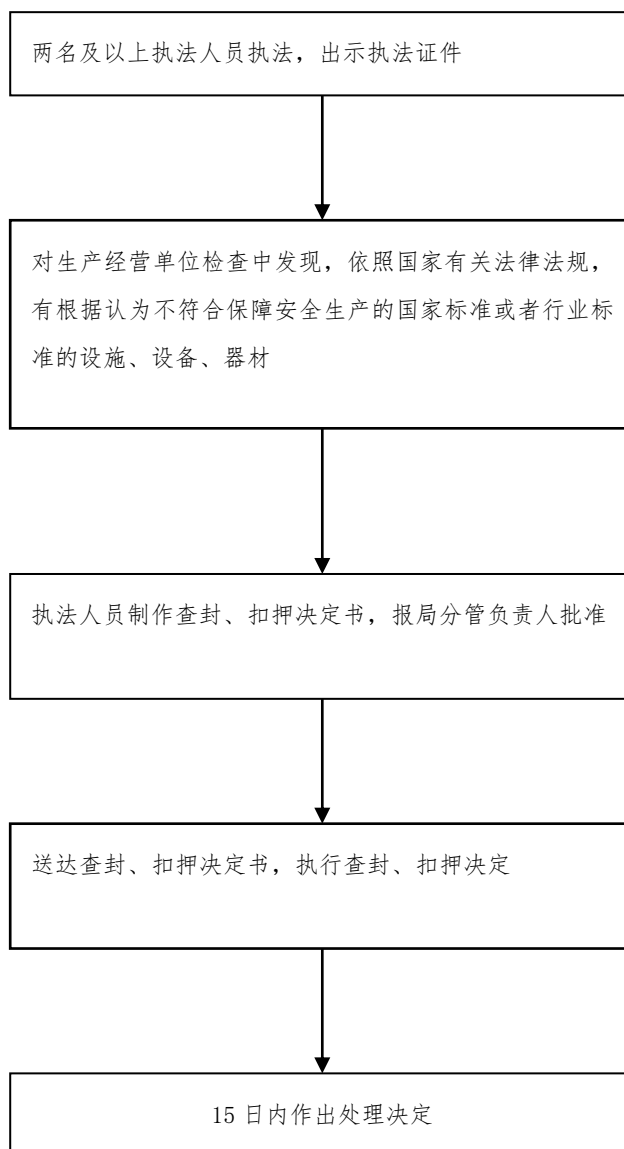 两名及以上执法人员执法，出示执法证件
对生产经营单位检查中发现，依照国家有关法律法规，
有根据认为不符合保障安全生产的国家标准或者行业标
准的设施、设备、器材
执法人员制作查封、扣押决定书，报局分管负责人批准
送达查封、扣押决定书，执行查封、扣押决定
15 日内作出处理决定